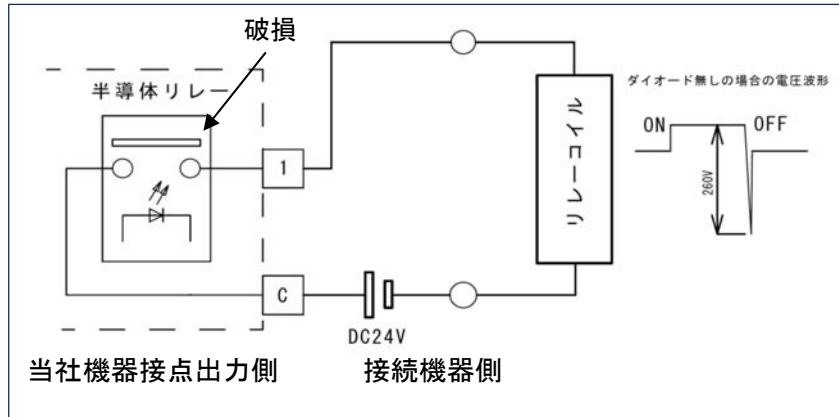 破損
半導体リレー
ダイオード無しの場合の電圧波形
ON
OFF
260V
1
リレーコイル
C
DC24V
当社機器接点出力側
接続機器側